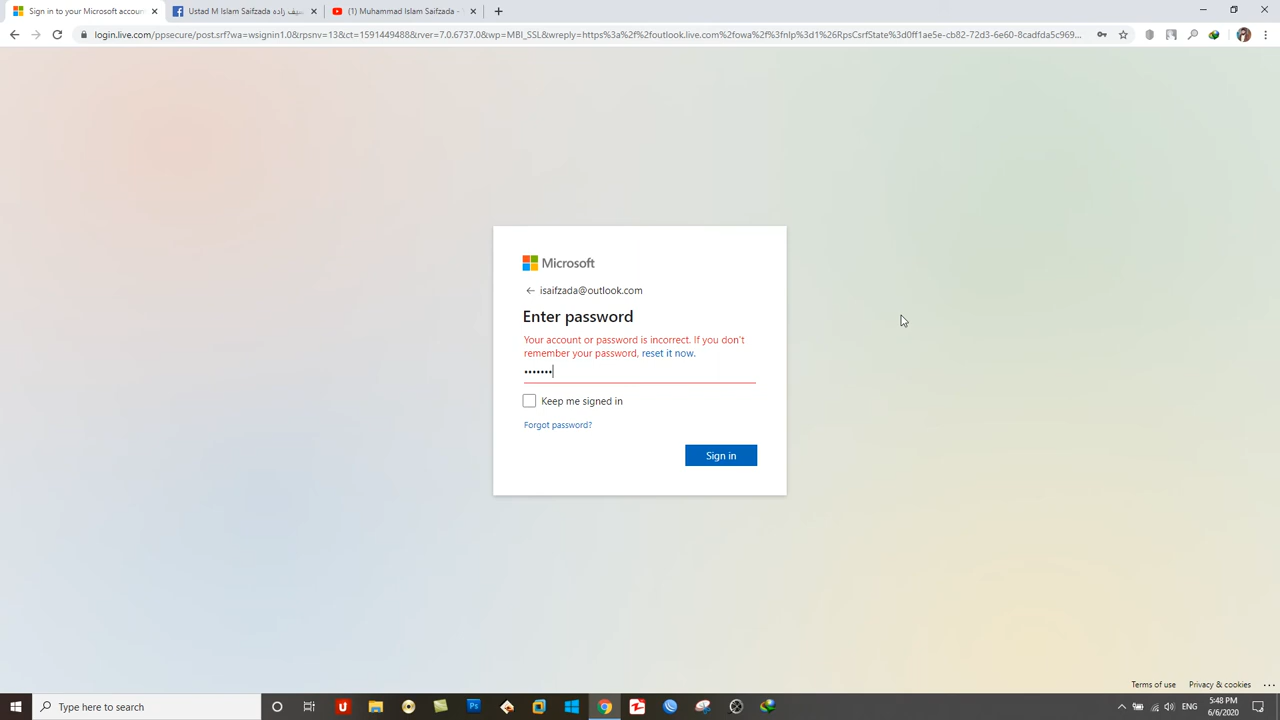 Sign in to your Microsoft accoun
Ustad M Islam Saifzada سیف زاده
(1) Muhammad Islam Saifzada -
login.live.com/ppsecure/post.srf?wa=wsignin1.0&rpsnv=13&ct=1591449488&rver=7.0.6737.0&wp=MBI_SSL&wreply=https%3a%2f%2foutlook.live.com%2fowa%2f%3fnlp%3d1%26RpsCsrfState%3d0ff1ae5e-cb82-72d3-6e60-8cadfda5c969...
Microsoft
isaifzada@outlook.com
Enter password
Your account or password is incorrect. If you don't
remember your password, reset it now.
Keep me signed in
Forgot password?
Sign in
Terms of use
Privacy & cookies
...
Type here to search
U
Ps
ENG
5:48 PM
6/6/2020